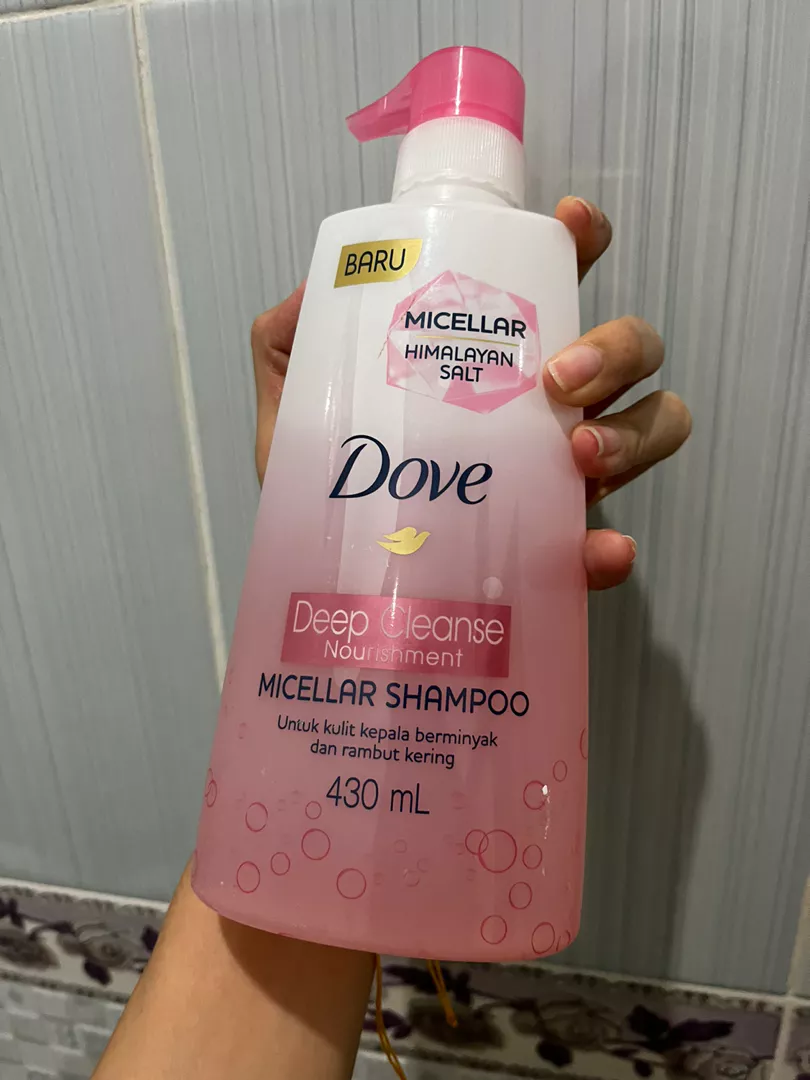 BARU
MICELLAR
HIMALAYAN
SALT
Dove
Deep Cleanse
Nourishment
MICELLAR SHAMPOO
Untuk kulit kepala berminyak
dan rambut kering
430 mL